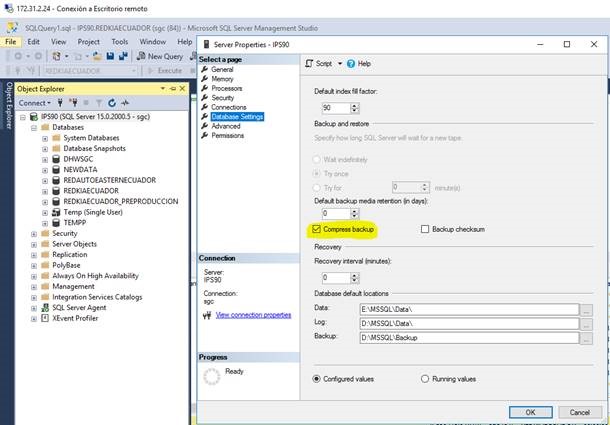 172.31.2.24 - Conexión a Escritorio remoto
SQLQuery1.sql - IPS90.REDKIAECUADOR (sgc (84)) - Microsoft SQL Server Management Studio
File Edit View Project Tools Window Help
New Query
REDKIAECUADOR
Execute
Object Explorer
Object Explorer
Connect
IPS90 (SQL Server 15.0.2000.5 - sgc)
Databases
System Databases
Database Snapshots
DHWSGC
NEWDATA
REDAUTOEASTERNECUADOR
REDKIAECUADOR
REDKIAECUADOR_PREPRODUCCION
Temp (Single User)
TEMPP
Security
Server Objects
Replication
PolyBase
Always On High Availability
Management
Integration Services Catalogs
SQL Server Agent
XEvent Profiler
Server Properties - IPS90
Select a page
General
Memory
Processors
Security
Connections
Database Settings
Advanced
Permissions
Connection
Server:
IPS90
Connection:
sgc
View connection properties
Progress
Ready
Script
Help
Default index fill factor:
90
Backup and restore
Specify how long SQL Server will wait for a new tape.
Wait indefinitely
Try once
Try for 0 minute(s)
Default backup media retention (in days):
0
Compress backup
Backup checksum
Recovery
Recovery interval (minutes):
0
Database default locations
Data: E:\MSSQL\Data\ ...
Log: D:\MSSQL\Data\ ...
Backup: D:\MSSQL\Backup ...
Configured values
Running values
OK
Cancel